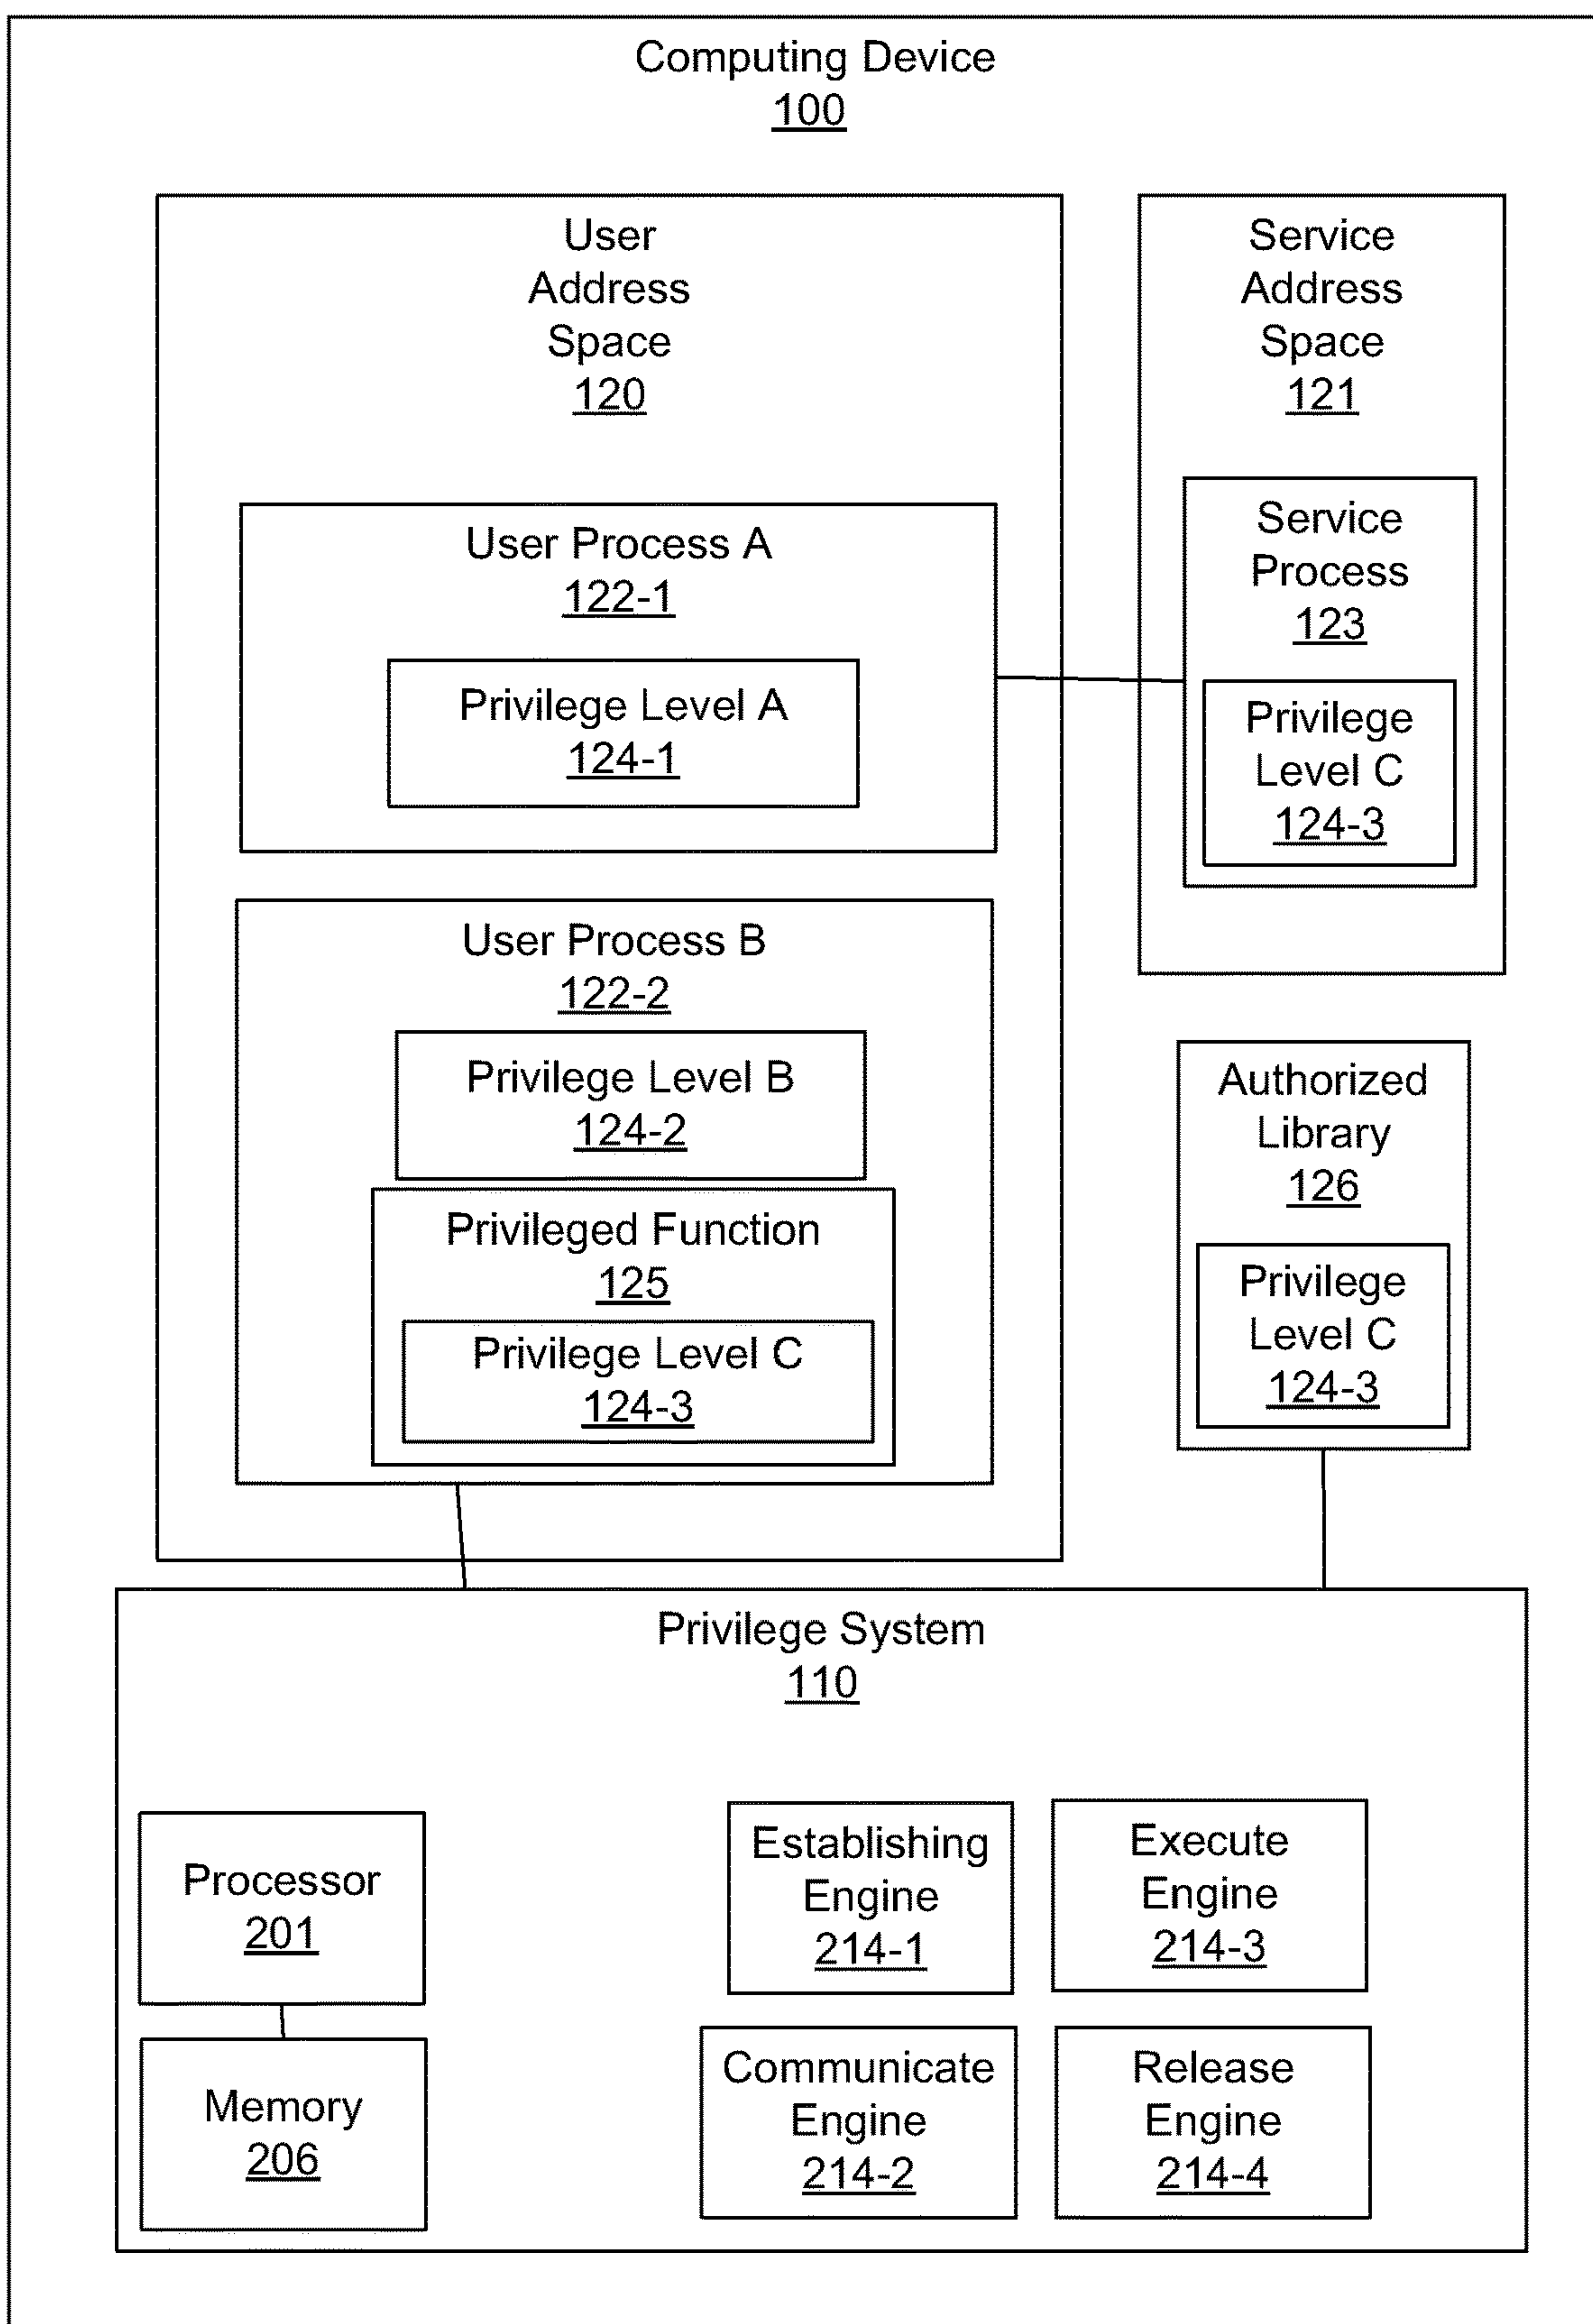 Computing Device
100
User
Address
Space
120
User Process A
122-1
Privilege Level A
124-1
User Process B
122-2
Privilege Level B
124-2
Privileged Function
125
Privilege Level C
124-3
Service
Address
Space
121
Service
Process
123
Privilege
Level C
124-3
Authorized
Library
126
Privilege
Level C
124-3
Privilege System
110
Processor
201
Memory
206
Establishing
Engine
214-1
Execute
Engine
214-3
Communicate
Engine
214-2
Release
Engine
214-4